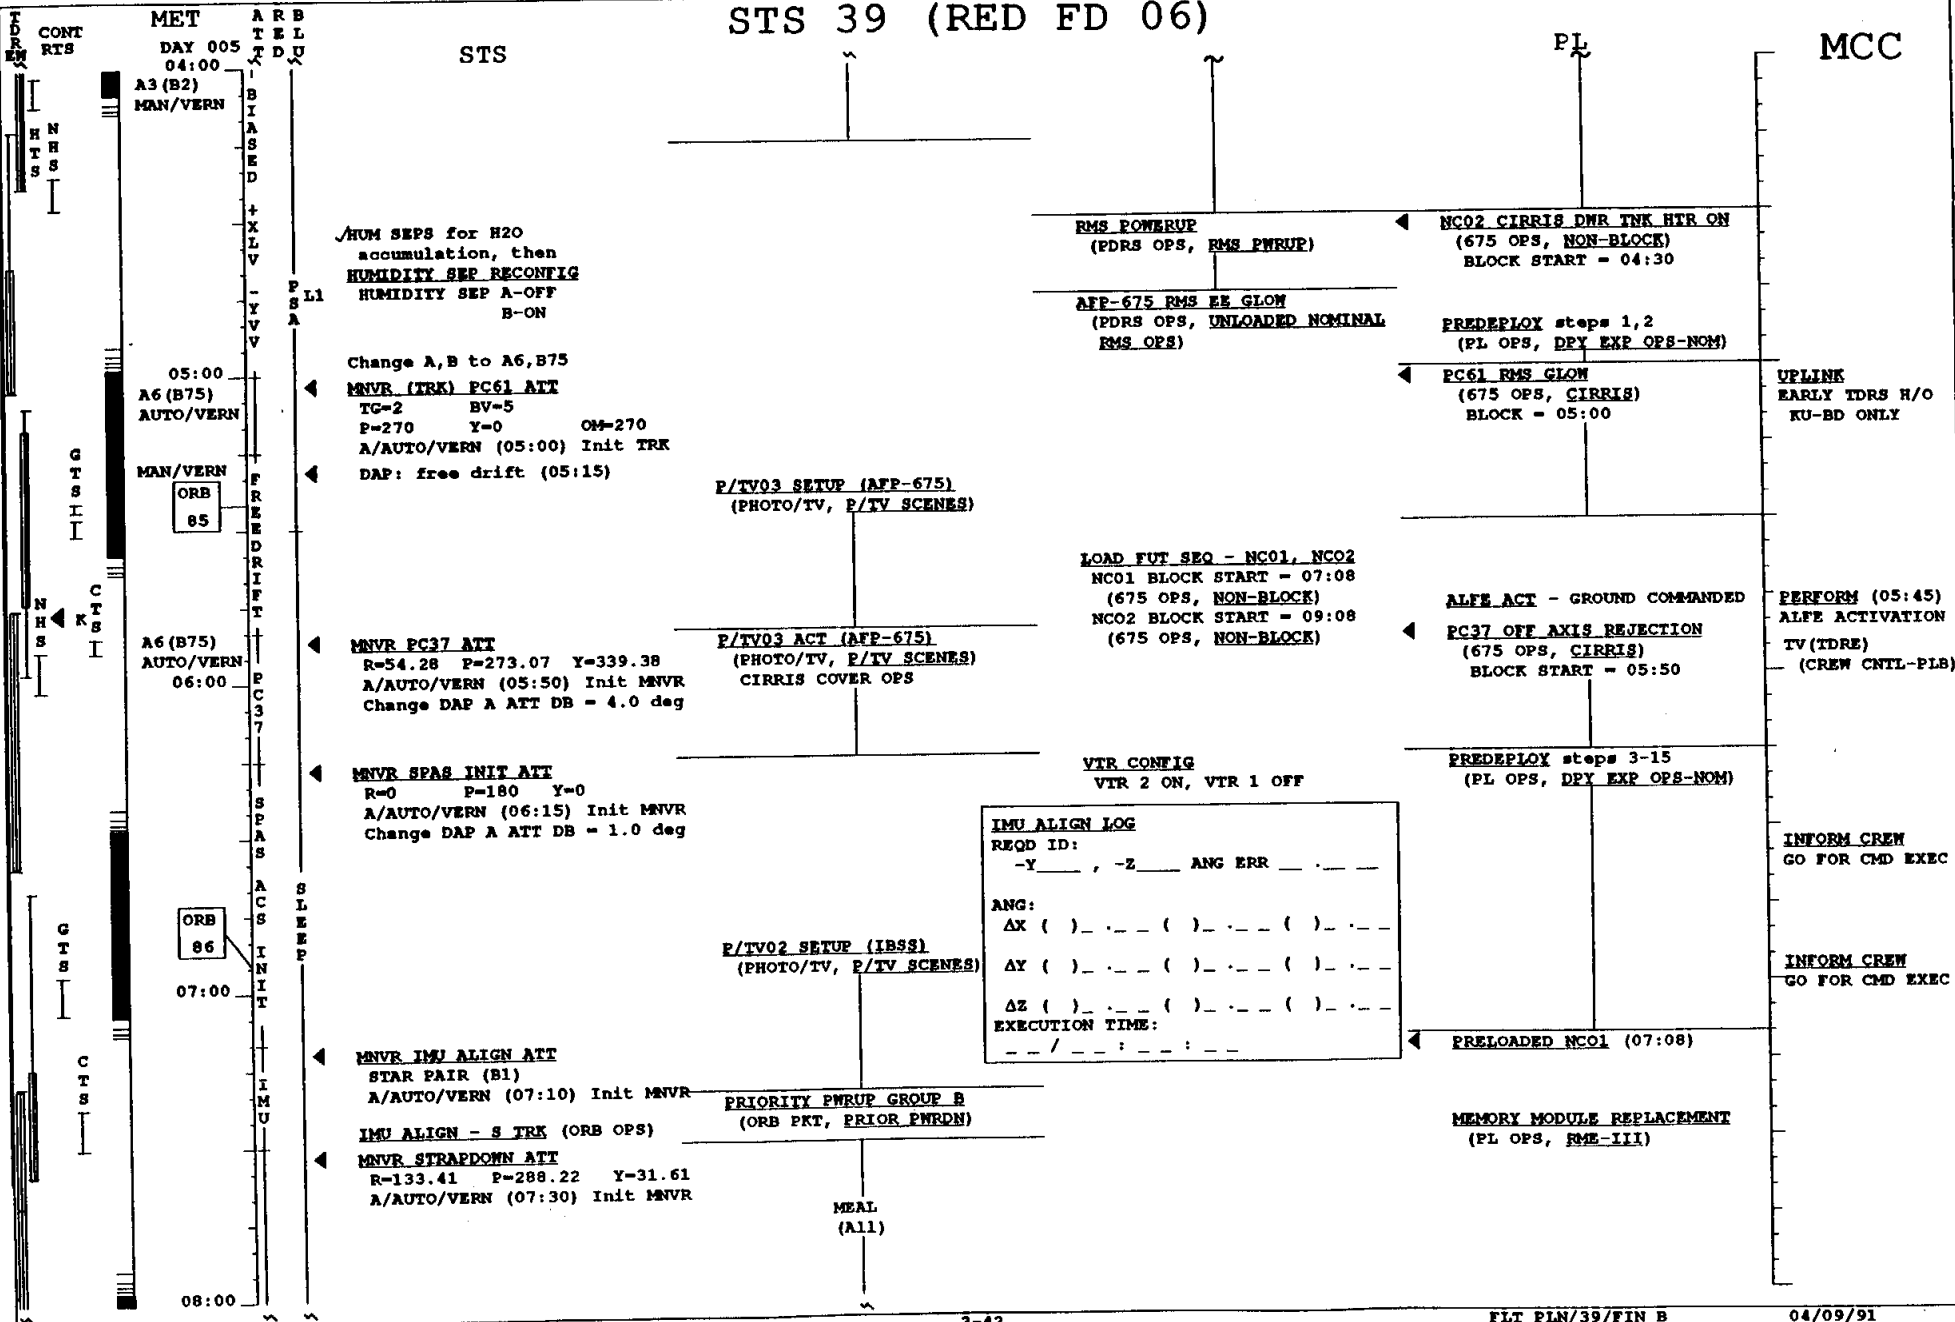 STS 39 (RED FD 06)
TDRS
E W
CONT
RTS
MET
DAY 005
ATT
RED
BLU
STS
PL
MCC
04:00
A3(B2)
MAN/VERN
HTS
NHS
BIASED +XLV -YVV
PSA
L1
√HUM SEPS for H2O
accumulation, then
HUMIDITY SEP RECONFIG
HUMIDITY SEP A-OFF
B-ON
RMS POWERUP
(PDRS OPS, RMS PWRUP)
AFP-675 RMS EE GLOW
(PDRS OPS, UNLOADED NOMINAL
RMS OPS)
NC02 CIRRIS DWR TNK HTR ON
(675 OPS, NON-BLOCK)
BLOCK START = 04:30
PREDEPLOY steps 1,2
(PL OPS, DPY EXP OPS-NOM)
05:00
A6(B75)
AUTO/VERN
Change A,B to A6,B75
MNVR (TRK) PC61 ATT
TG=2 BV=5
P=270 Y=0 OM=270
A/AUTO/VERN (05:00) Init TRK
PC61 RMS GLOW
(675 OPS, CIRRIS)
BLOCK = 05:00
UPLINK
EARLY TDRS H/O
KU-BD ONLY
GTS
MAN/VERN
ORB
85
FREE DRIFT
DAP: free drift (05:15)
P/TV03 SETUP (AFP-675)
(PHOTO/TV, P/TV SCENES)
LOAD FUT SEQ - NC01, NC02
NC01 BLOCK START = 07:08
(675 OPS, NON-BLOCK)
NC02 BLOCK START = 09:08
(675 OPS, NON-BLOCK)
NHS
K
CTS
A6(B75)
AUTO/VERN
06:00
PC37
MNVR PC37 ATT
R=54.28 P=273.07 Y=339.38
A/AUTO/VERN (05:50) Init MNVR
Change DAP A ATT DB = 4.0 deg
P/TV03 ACT (AFP-675)
(PHOTO/TV, P/TV SCENES)
CIRRIS COVER OPS
ALFE ACT - GROUND COMMANDED
PC37 OFF AXIS REJECTION
(675 OPS, CIRRIS)
BLOCK START = 05:50
PERFORM (05:45)
ALFE ACTIVATION
TV(TDRE)
(CREW CNTL-PLB)
MNVR SPAS INIT ATT
R=0 P=180 Y=0
A/AUTO/VERN (06:15) Init MNVR
Change DAP A ATT DB = 1.0 deg
SPAS ACS INIT
SLEEP
VTR CONFIG
VTR 2 ON, VTR 1 OFF
PREDEPLOY steps 3-15
(PL OPS, DPY EXP OPS-NOM)
INFORM CREW
GO FOR CMD EXEC
IMU ALIGN LOG
REQD ID:
-Y____ , -Z____ ANG ERR __ .__ __
ANG:
ΔX ( )_ ._ _ ( )_ ._ _ ( )_ ._ _
ΔY ( )_ ._ _ ( )_ ._ _ ( )_ ._ _
ΔZ ( )_ ._ _ ( )_ ._ _ ( )_ ._ _
EXECUTION TIME:
_ _ / _ _ : _ _ : _ _
GTS
ORB
86
07:00
P/TV02 SETUP (IBSS)
(PHOTO/TV, P/TV SCENES)
INFORM CREW
GO FOR CMD EXEC
CTS
IMU
MNVR IMU ALIGN ATT
STAR PAIR (B1)
A/AUTO/VERN (07:10) Init MNVR
IMU ALIGN - S TRK (ORB OPS)
MNVR STRAPDOWN ATT
R=133.41 P=288.22 Y=31.61
A/AUTO/VERN (07:30) Init MNVR
PRIORITY PWRUP GROUP B
(ORB PKT, PRIOR PWRDN)
MEAL
(All)
PRELOADED NC01 (07:08)
MEMORY MODULE REPLACEMENT
(PL OPS, RME-III)
08:00
3-43
FLT PLN/39/FIN B
04/09/91